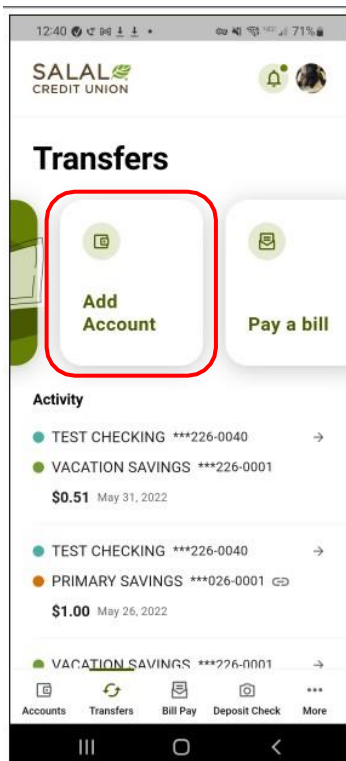 12:40
71%
SALAL
CREDIT UNION
Transfers
Add
Account
Pay a bill
Activity
TEST CHECKING ***226-0040
VACATION SAVINGS ***226-0001
$0.51 May 31, 2022
TEST CHECKING ***226-0040
PRIMARY SAVINGS ***026-0001
$1.00 May 26, 2022
VACATION SAVINGS ***226-0001
Accounts Transfers Bill Pay Deposit Check More